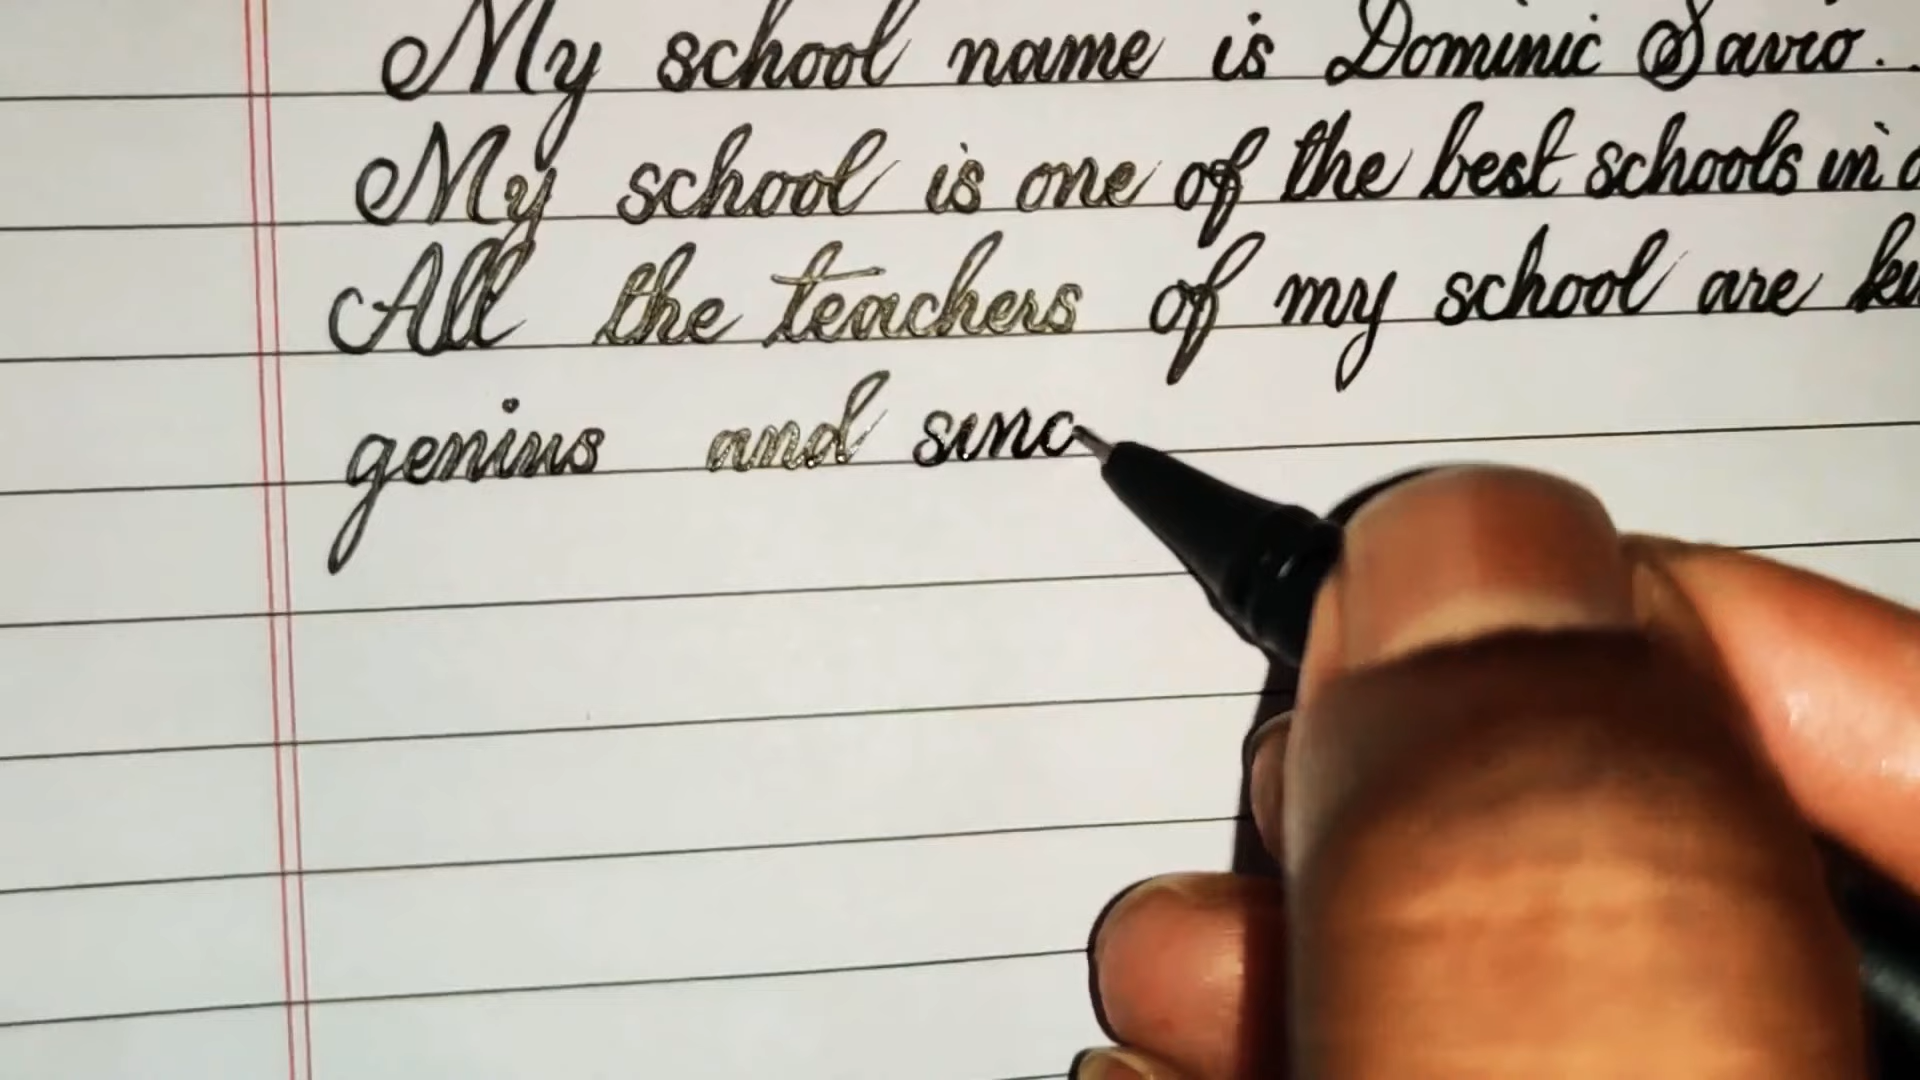 My school name is Dominic Savio.
My school is one of the best schools in
All the teachers of my school are
genius and sinc